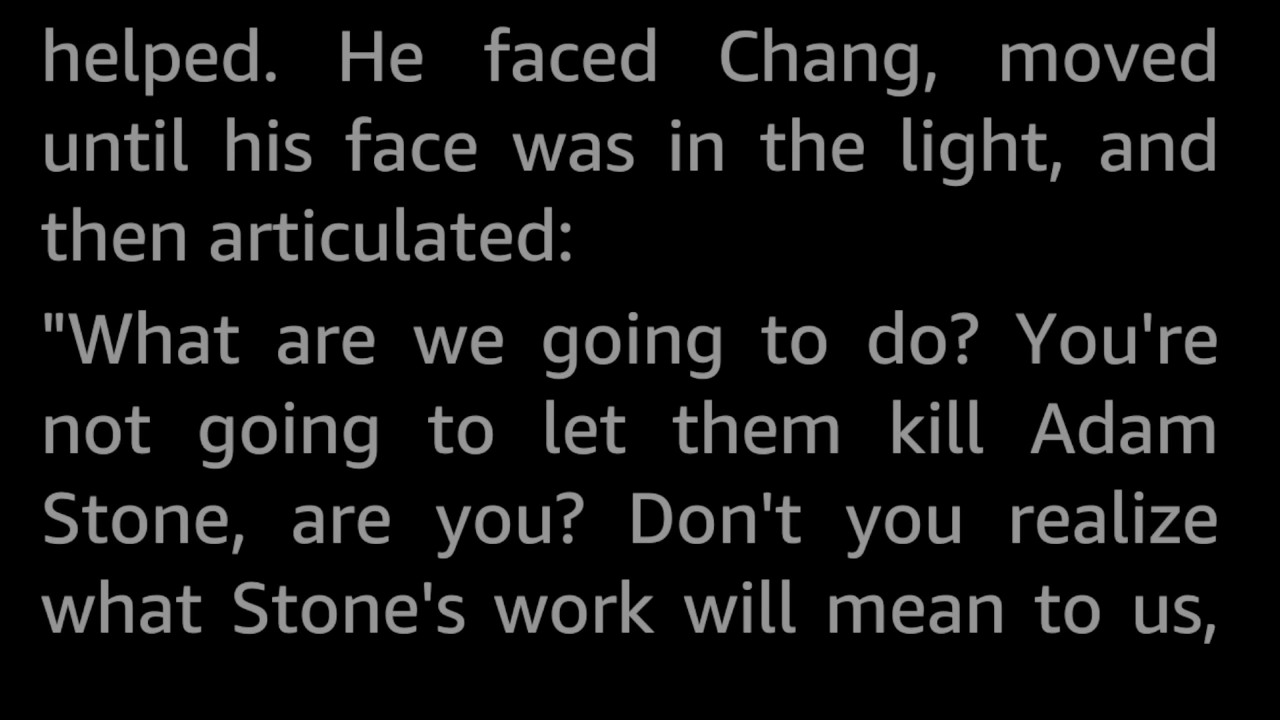 helped. He faced Chang, moved
until his face was in the light, and
then articulated:
"What are we going to do? You're
not going to let them kill Adam
Stone, are you? Don't you realize
what Stone's work will mean to us,